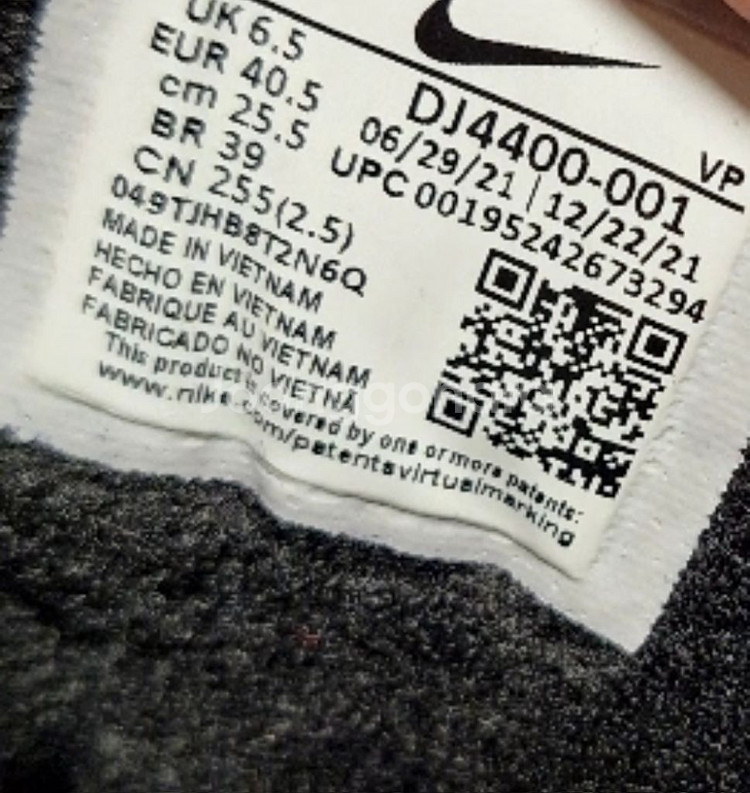 UK 6.5
EUR 40.5
cm 25.5
BR 39
CN 255(2.5)
049TJHB8T2N6Q
MADE IN VIETNAM
HECHO EN VIETNAM
FABRIQUE AU VIETNAM
FABRICADO NO VIETNÃ
This product is covered by one or more patents:
www.nike.com/patentsvirtualmarking
VP
DJ4400-001
06/29/21 | 12/22/21
UPC 00195242673294